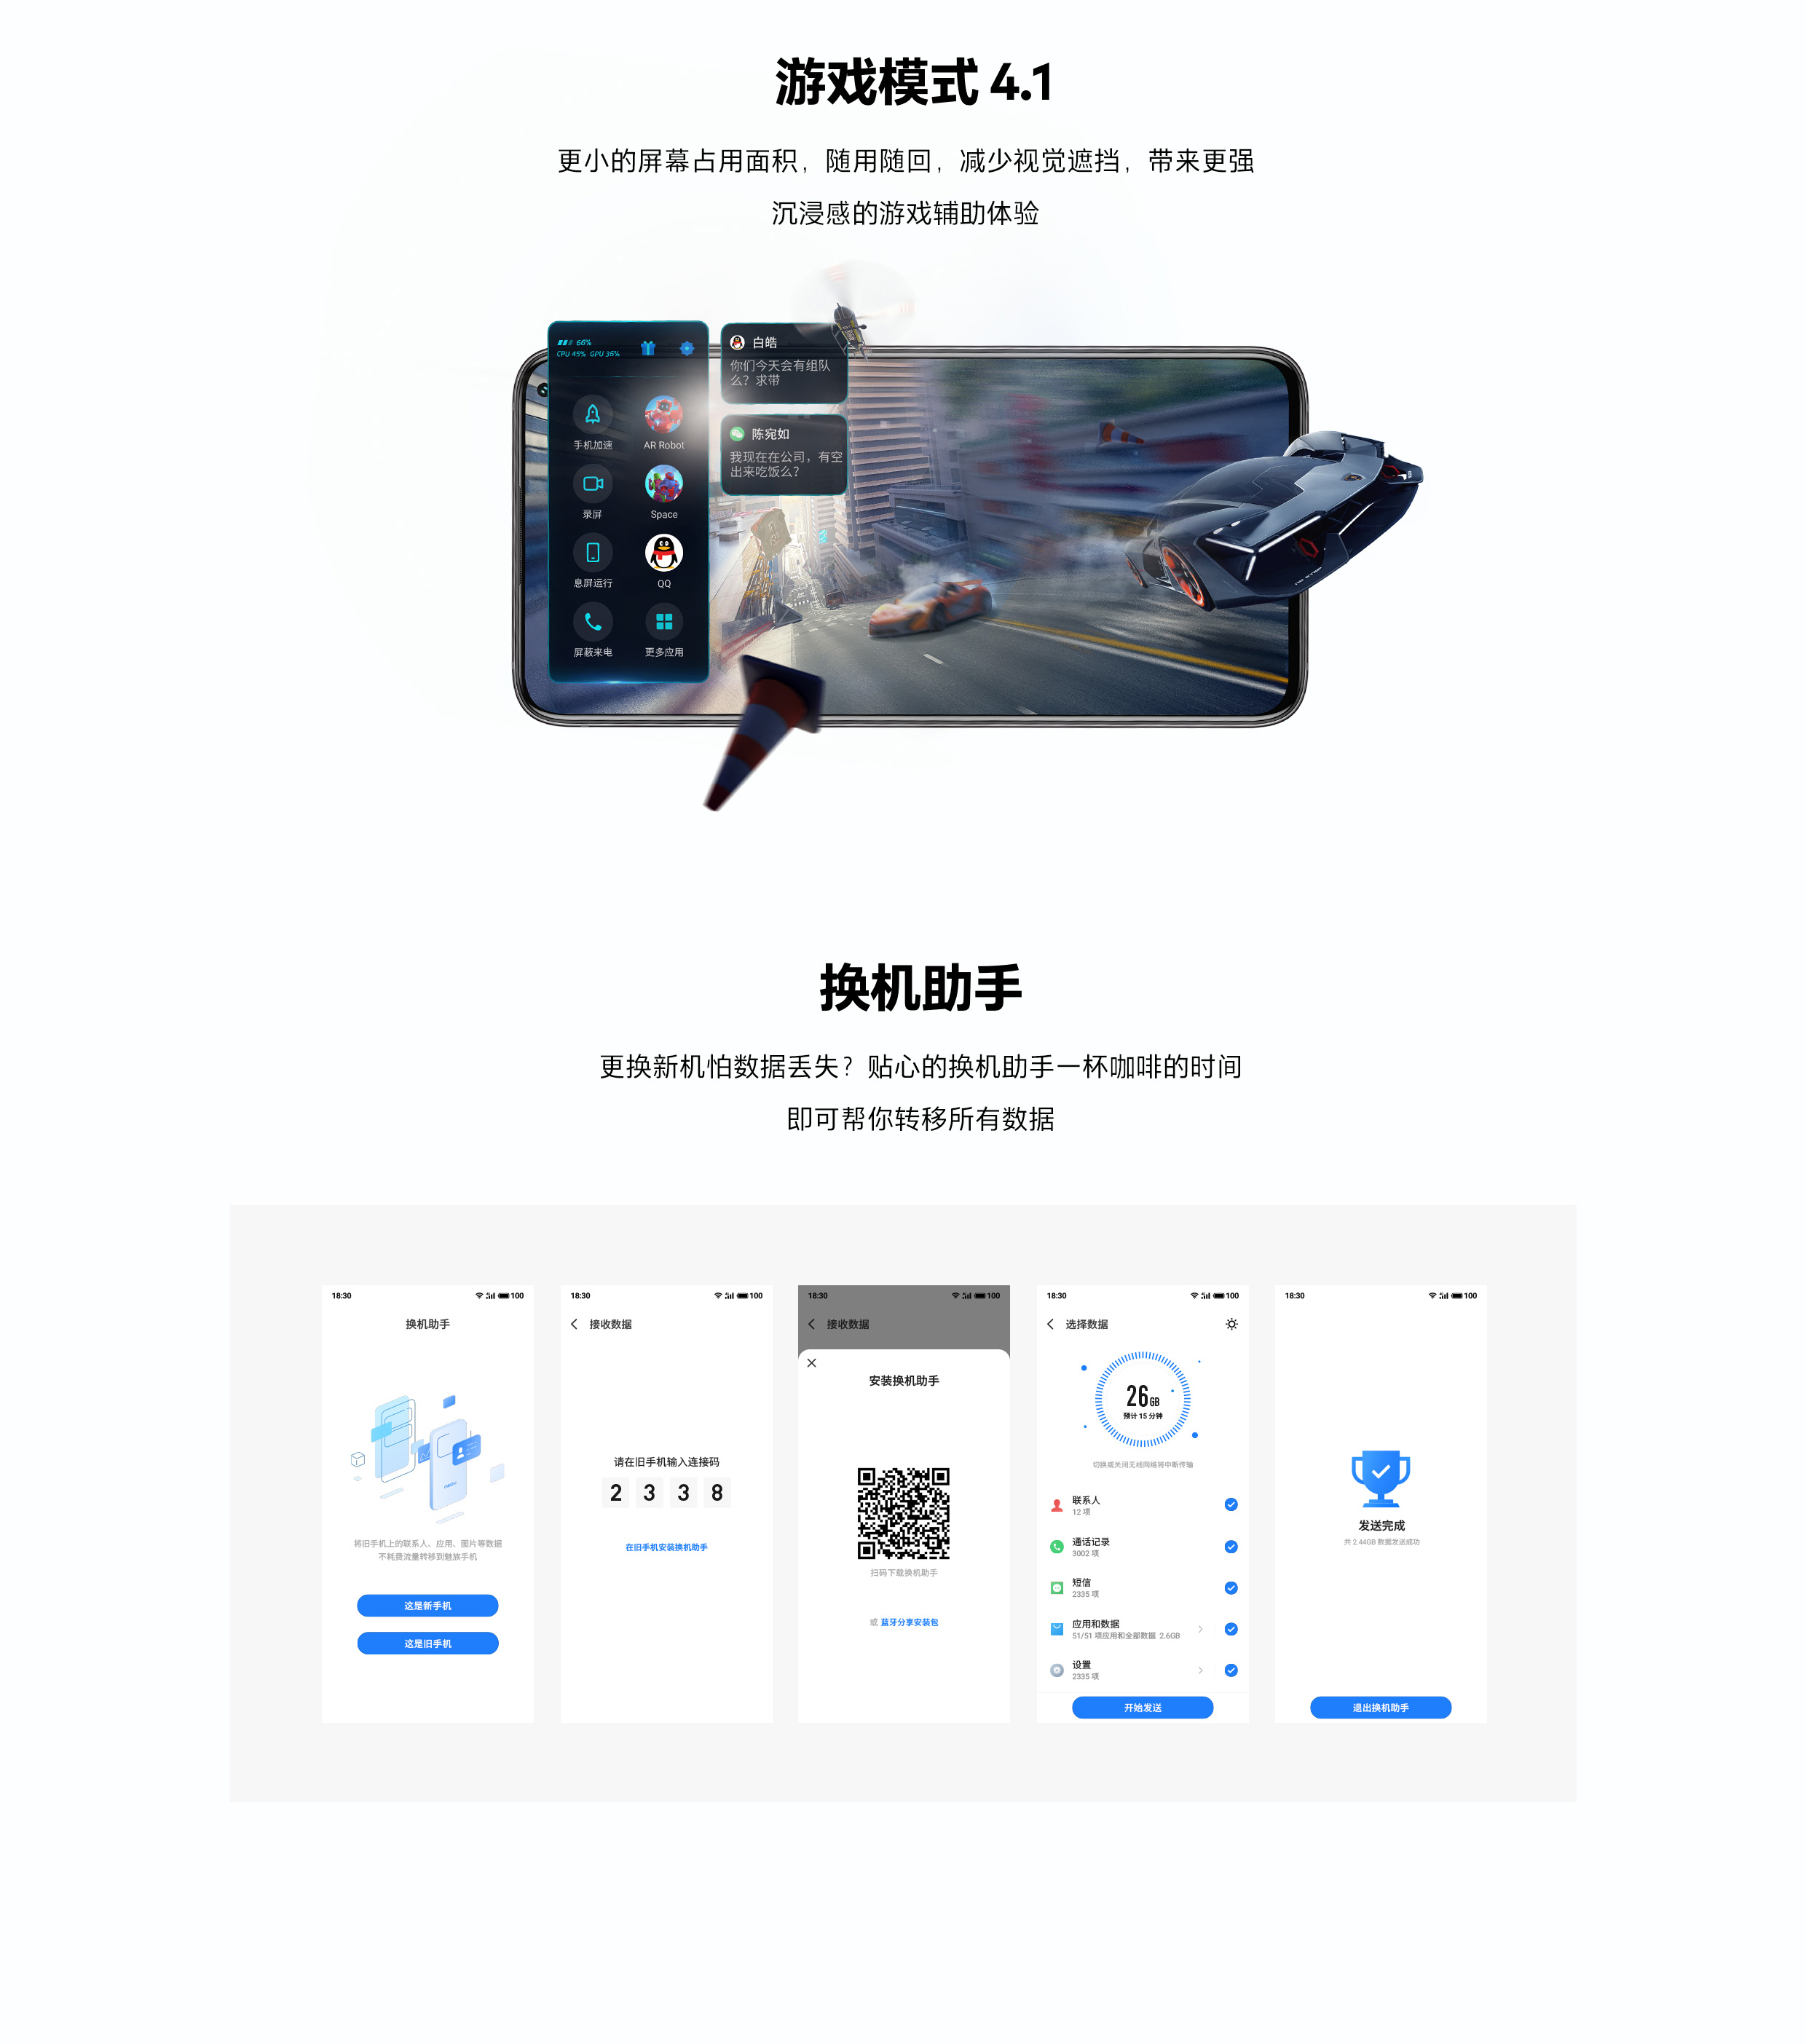 游戏模式 4.1
更小的屏幕占用面积，随用随回，减少视觉遮挡，带来更强
沉浸感的游戏辅助体验
66%
CPU 45% GPU 36%
手机加速
AR Robot
录屏
Space
息屏运行
QQ
屏蔽来电
更多应用
白皓
你们今天会有组队
么？求带
陈宛如
我现在在公司，有空
出来吃饭么？
换机助手
更换新机怕数据丢失？贴心的换机助手一杯咖啡的时间
即可帮你转移所有数据
18:30
100
换机助手
将旧手机上的联系人、应用、图片等数据
不耗费流量转移到魅族手机
这是新手机
这是旧手机
18:30
100
接收数据
请在旧手机输入连接码
2 3 3 8
在旧手机安装换机助手
18:30
100
接收数据
安装换机助手
扫码下载换机助手
或 蓝牙分享安装包
18:30
100
选择数据
26GB
预计 15 分钟
切换或关闭无线网络将中断传输
联系人
12 项
通话记录
3002 项
短信
2335 项
应用和数据
51/51 项应用和全部数据 2.6GB
设置
2335 项
开始发送
18:30
100
发送完成
共 2.44GB 数据发送成功
退出换机助手